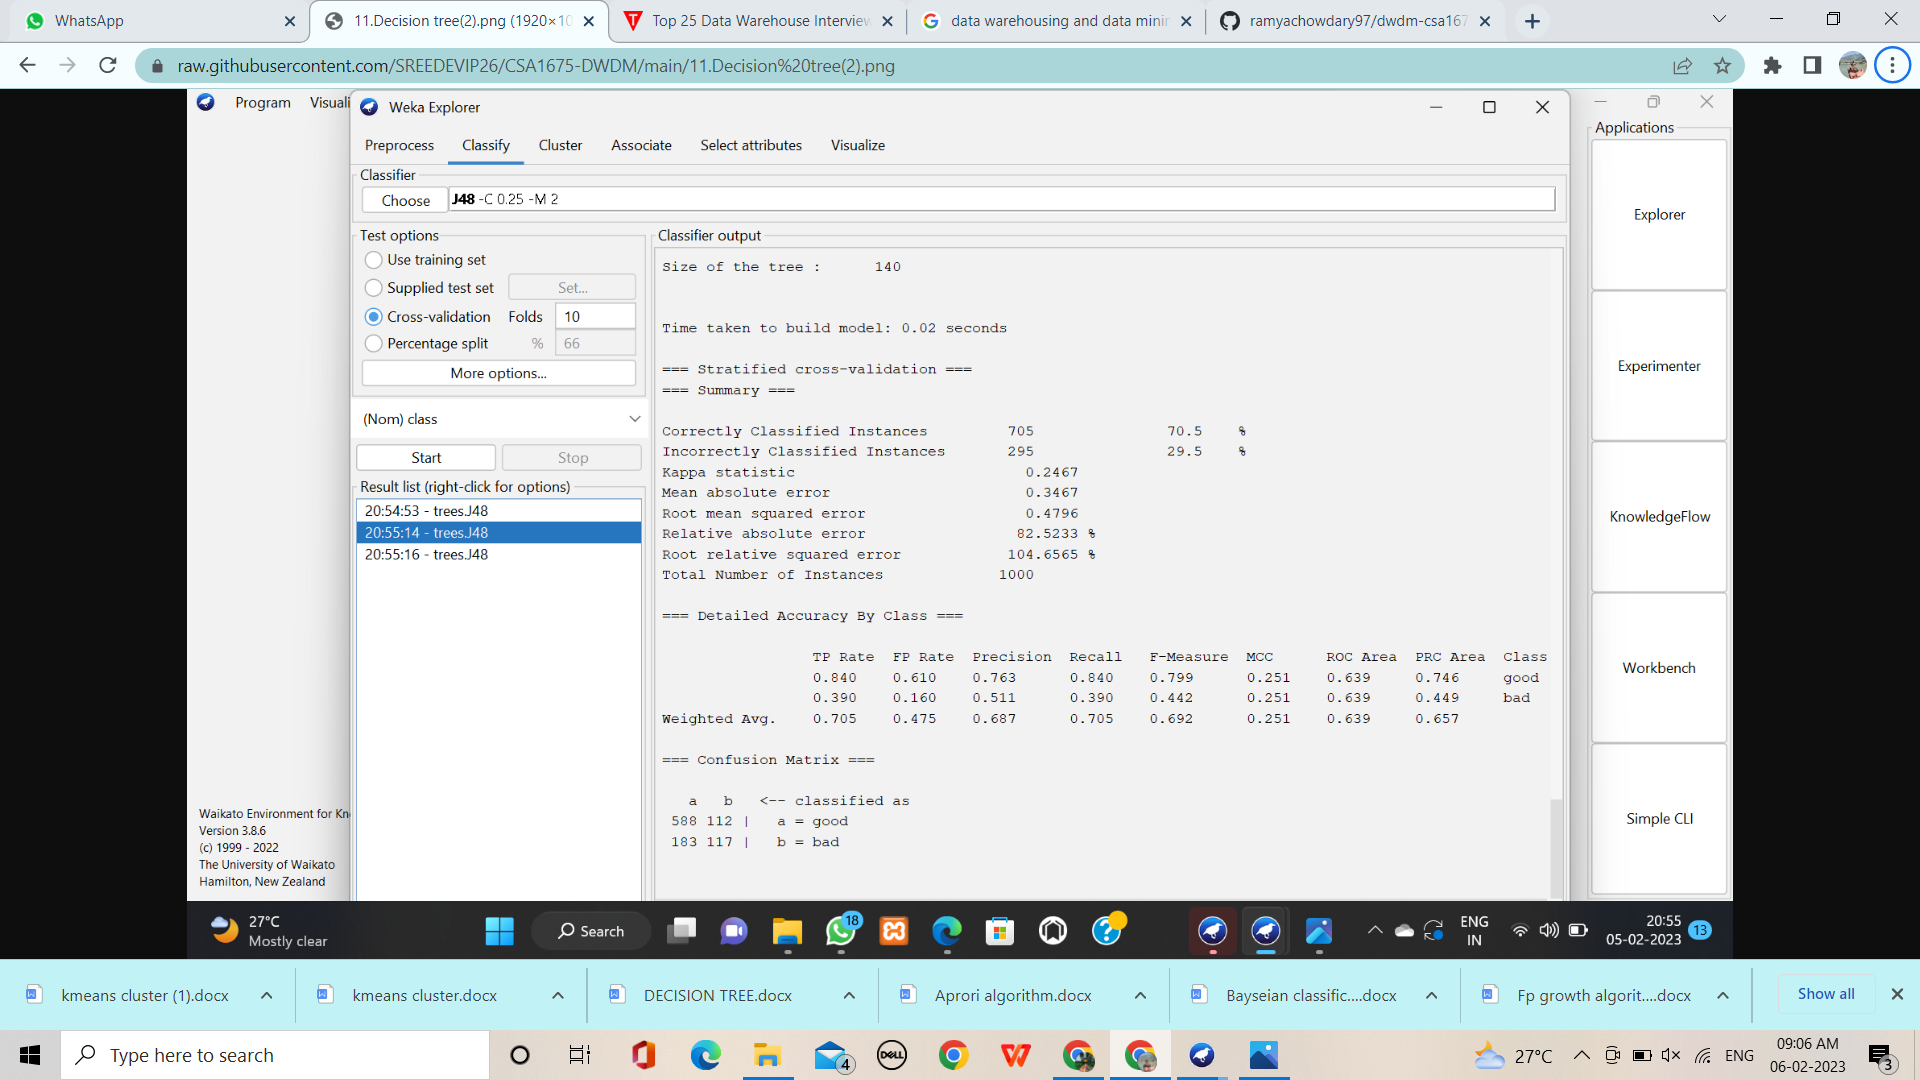 WhatsApp
11.Decision tree(2).png (1920×10
Top 25 Data Warehouse Interview
data warehousing and data minin
ramyachowdary97/dwdm-csa167
raw.githubusercontent.com/SREEDEVIP26/CSA1675-DWDM/main/11.Decision%20tree(2).png
Program Visuali
Weka Explorer
Applications
Preprocess Classify Cluster Associate Select attributes Visualize
Classifier
Choose J48 -C 0.25 -M 2
Test options
Use training set
Supplied test set Set...
Cross-validation Folds 10
Percentage split % 66
More options...
(Nom) class
Start Stop
Result list (right-click for options)
20:54:53 - trees.J48
20:55:14 - trees.J48
20:55:16 - trees.J48
Classifier output
Size of the tree : 140
Time taken to build model: 0.02 seconds
=== Stratified cross-validation ===
=== Summary ===
Correctly Classified Instances 705 70.5 %
Incorrectly Classified Instances 295 29.5 %
Kappa statistic 0.2467
Mean absolute error 0.3467
Root mean squared error 0.4796
Relative absolute error 82.5233 %
Root relative squared error 104.6565 %
Total Number of Instances 1000
=== Detailed Accuracy By Class ===
TP Rate FP Rate Precision Recall F-Measure MCC ROC Area PRC Area Class
0.840 0.610 0.763 0.840 0.799 0.251 0.639 0.746 good
0.390 0.160 0.511 0.390 0.442 0.251 0.639 0.449 bad
Weighted Avg. 0.705 0.475 0.687 0.705 0.692 0.251 0.639 0.657
=== Confusion Matrix ===
a b <-- classified as
588 112 | a = good
183 117 | b = bad
Explorer
Experimenter
KnowledgeFlow
Workbench
Simple CLI
Waikato Environment for Kn
Version 3.8.6
(c) 1999 - 2022
The University of Waikato
Hamilton, New Zealand
27°C
Mostly clear
Search
18
ENG
IN
20:55
05-02-2023
13
kmeans cluster (1).docx
kmeans cluster.docx
DECISION TREE.docx
Aprori algorithm.docx
Bayseian classific....docx
Fp growth algorit....docx
Show all
Type here to search
4
DELL
27°C
ENG
09:06 AM
06-02-2023
3